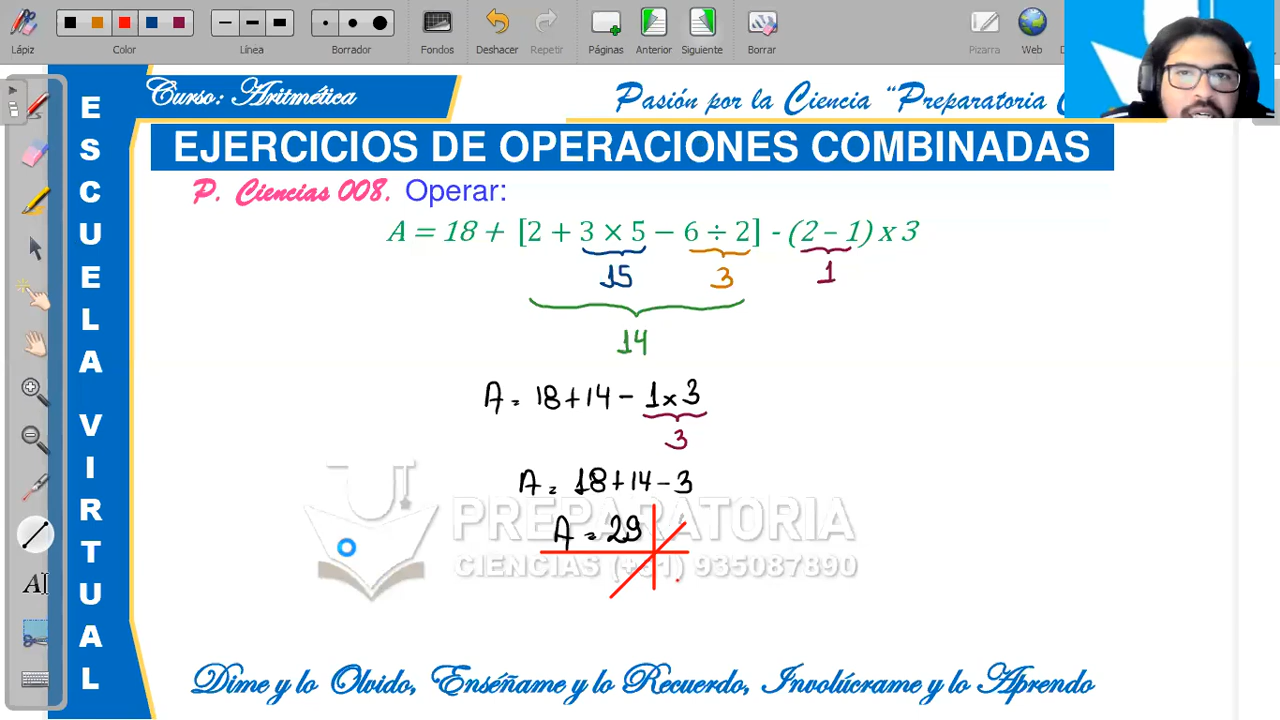 Lápiz Color Línea Borrador Fondos Deshacer Repetir Páginas Anterior Siguiente Borrar Pizarra Web
Curso: Aritmética
Pasión por la Ciencia "Preparatoria C
EJERCICIOS DE OPERACIONES COMBINADAS
P. Ciencias 008. Operar:
A = 18 + [2 + 3 × 5 − 6 ÷ 2] - (2 – 1) x 3
15 3 1
14
A = 18 + 14 − 1 x 3
3
A = 18 + 14 − 3
A = 29
PREPARATORIA
CIENCIAS (+51) 935087890
ESCUELA VIRTUAL
AI
Dime y lo Olvido, Enséñame y lo Recuerdo, Involúcrame y lo Aprendo